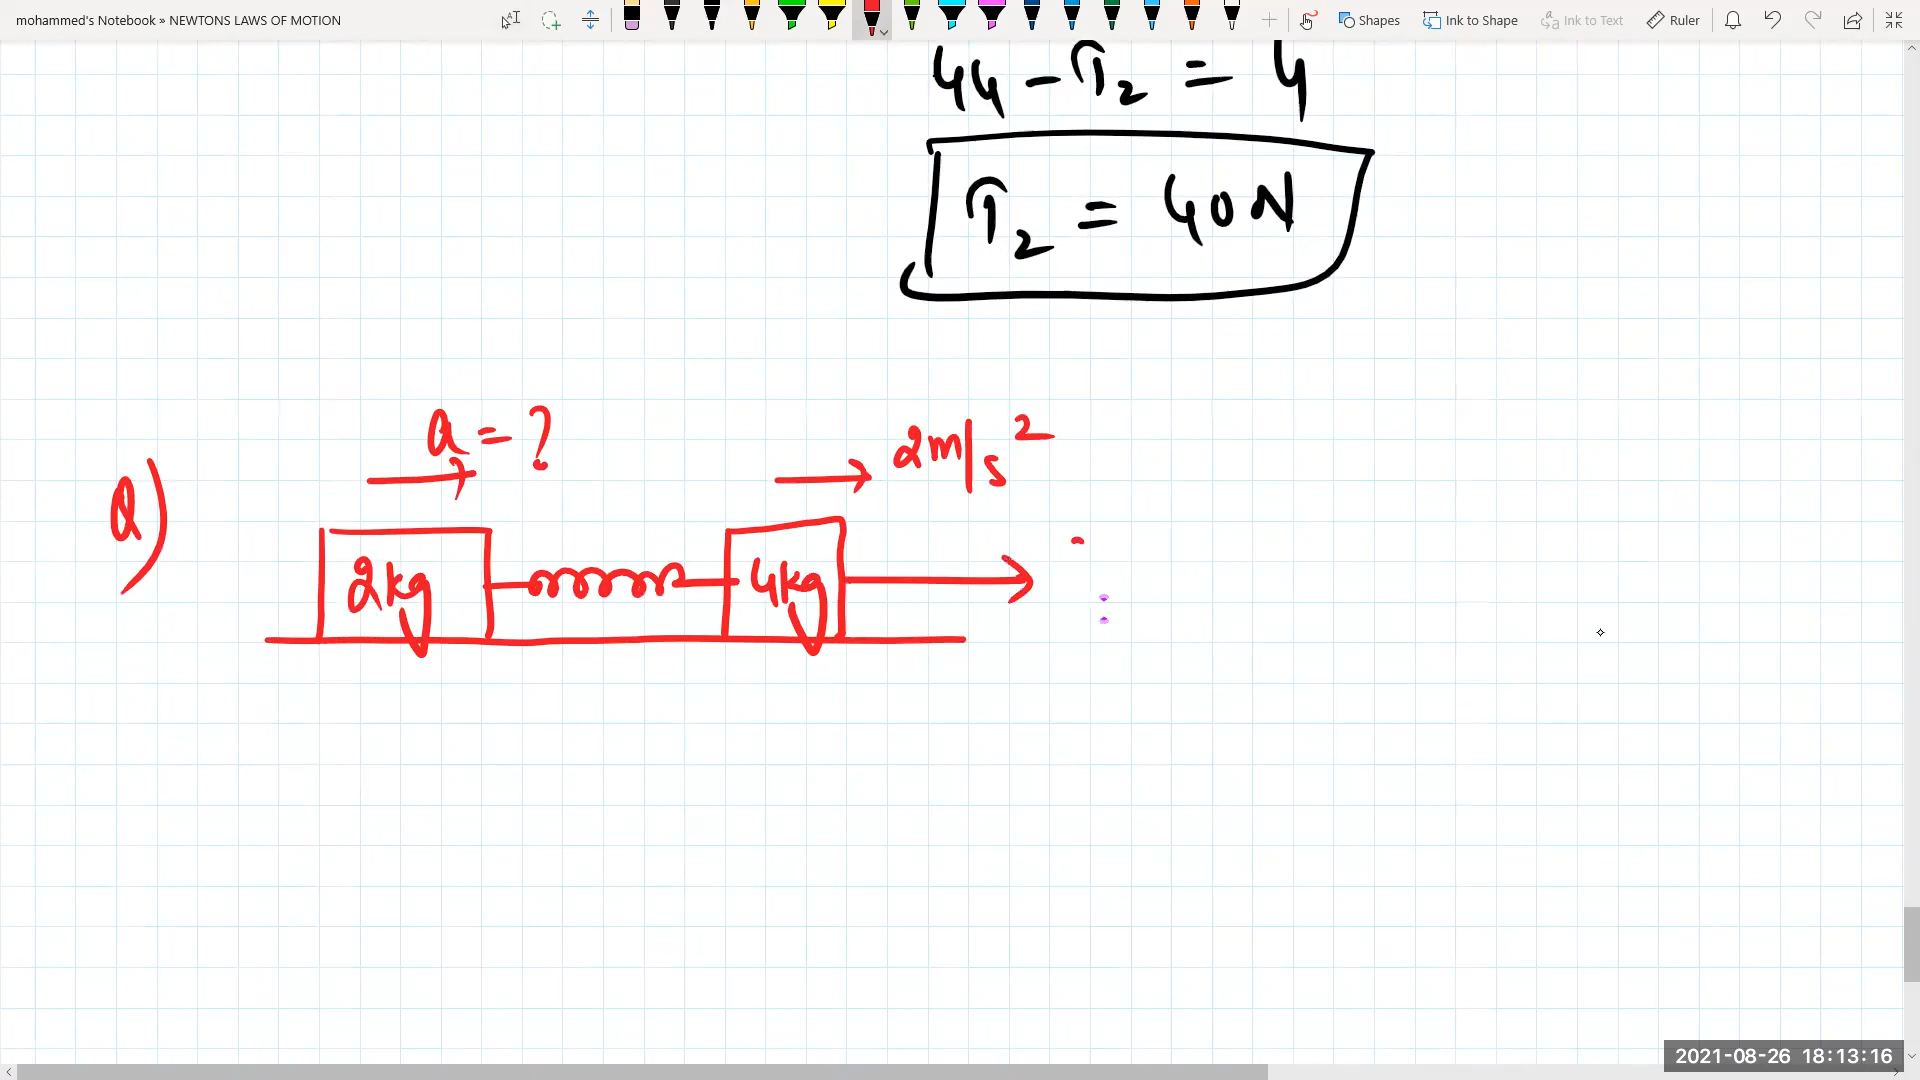 mohammed's Notebook » NEWTONS LAWS OF MOTION
Shapes
Ink to Shape
Ink to Text
Ruler
44 - T₂ = 4
T₂ = 40N
a = ?
2m/s²
Q)
2kg
4kg
2021-08-26 18:13:16